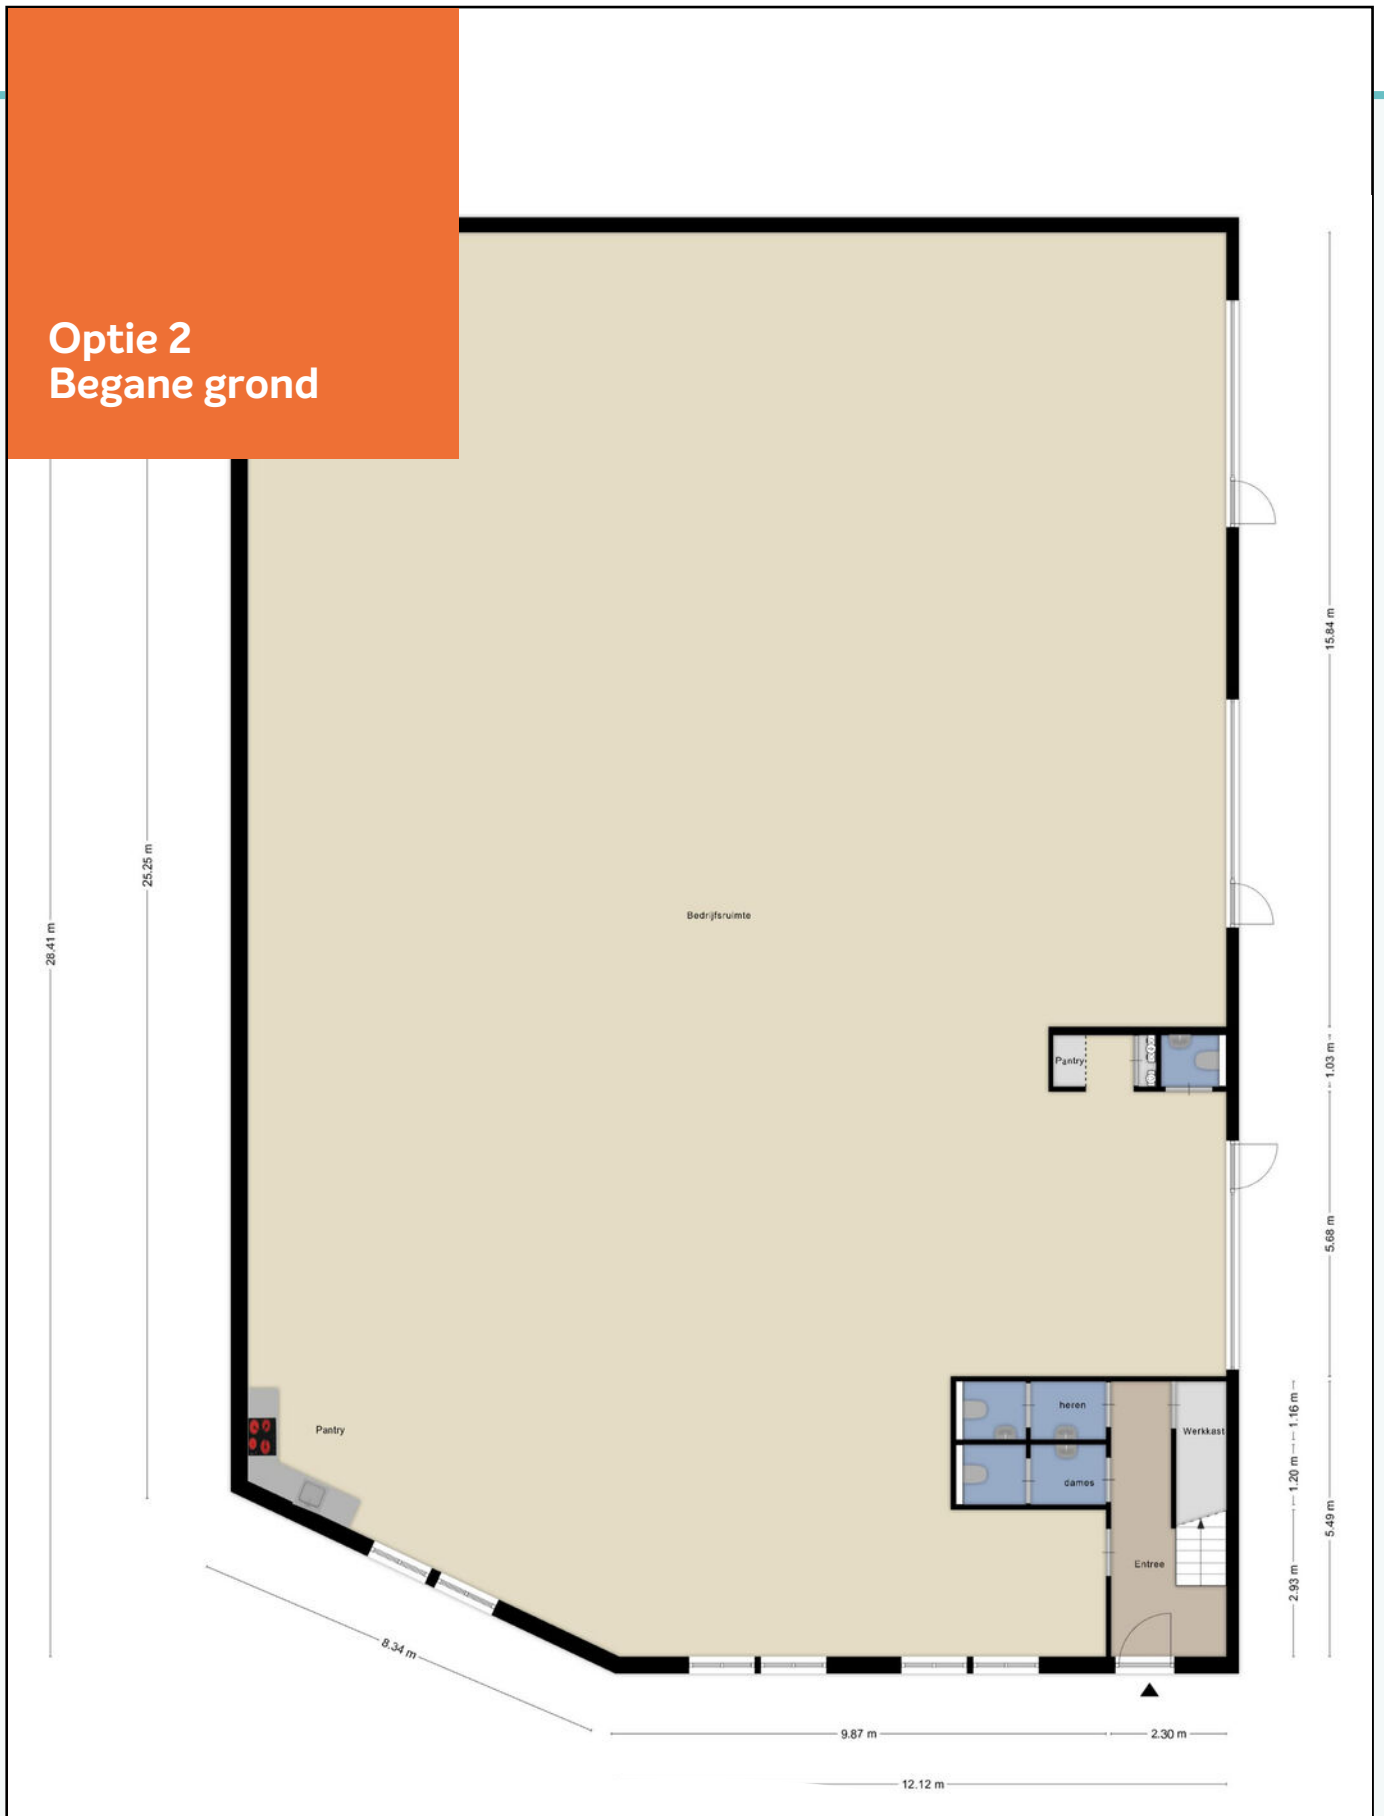 Optie 2
Begane grond
15.84 m
25.25 m
28.41 m
Bedrijfsruimte
Pantry
1.03 m
5.68 m
Pantry
heren
dames
Werkkast
Entree
1.16 m
1.20 m
2.93 m
5.49 m
8.34 m
9.87 m
2.30 m
12.12 m